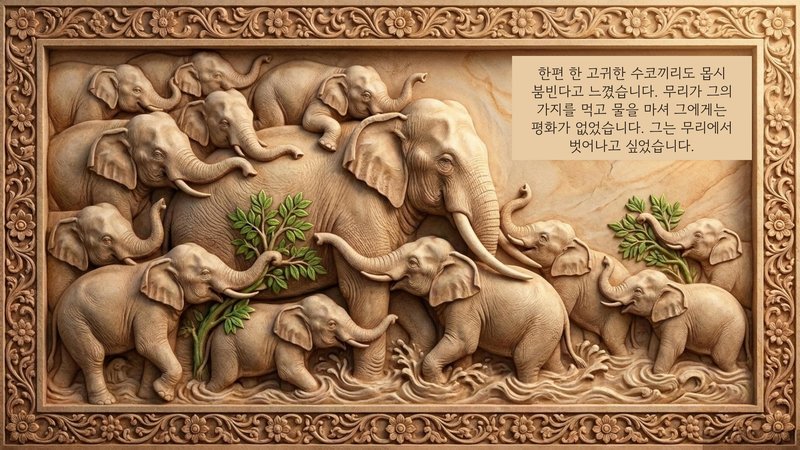 한편 한 고귀한 수코끼리도 몹시
붐빈다고 느꼈습니다. 무리가 그의
가지를 먹고 물을 마셔 그에게는
평화가 없었습니다. 그는 무리에서
벗어나고 싶었습니다.